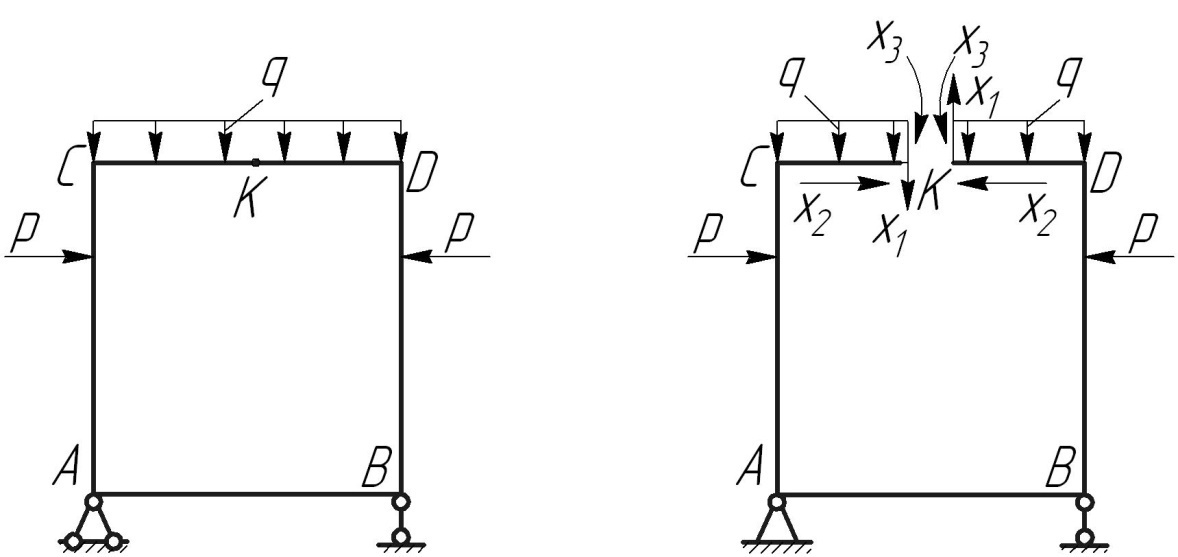 q
C K D
P P
A B
x3 x3
q x1 q
C K D
x2 x1 x2
P P
A B